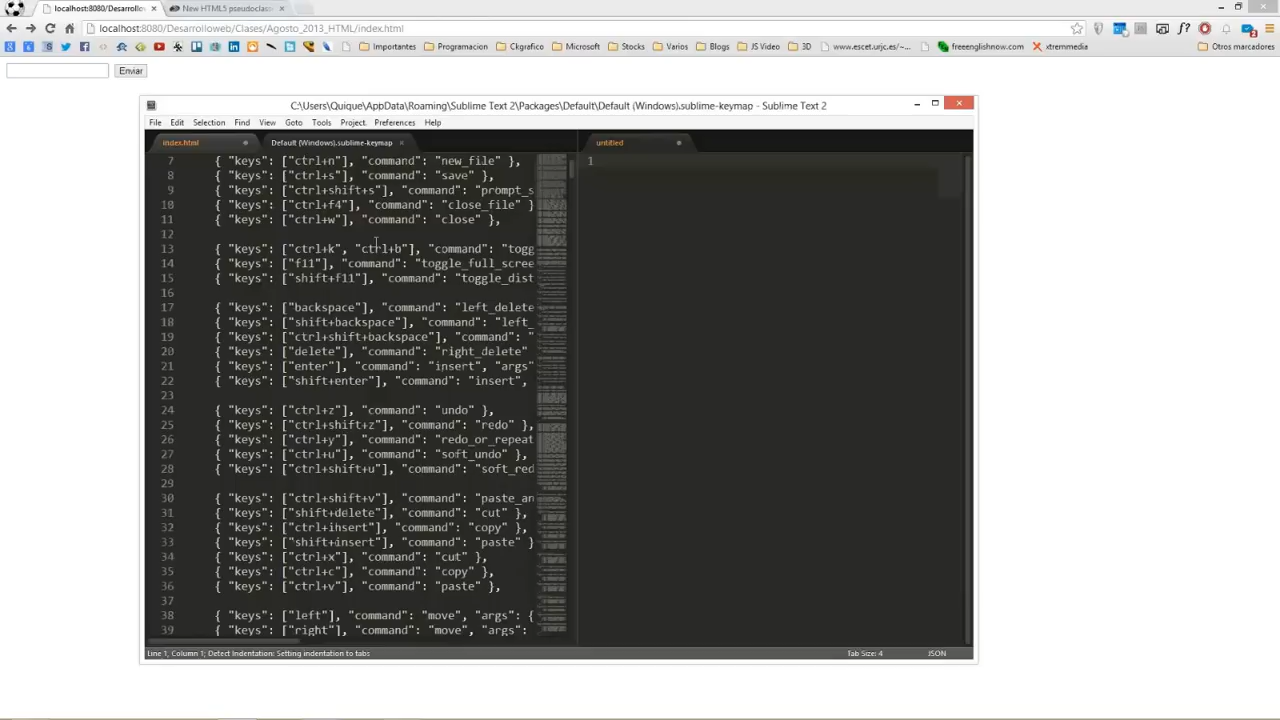 localhost:8080/Desarroll
New HTML5 pseudoclass
localhost:8080/Desarrolloweb/Clases/Agosto_2013_HTML/index.html
Importantes Programacion Ckgrafico Microsoft Stocks Varios Blogs JS Video 3D www.escet.urjc.es/~... freeenglishnow.com xtremmedia Otros marcadores
Enviar
C:\Users\Quique\AppData\Roaming\Sublime Text 2\Packages\Default\Default (Windows).sublime-keymap - Sublime Text 2
File Edit Selection Find View Goto Tools Project Preferences Help
index.html Default (Windows).sublime-keymap untitled
7 { "keys": ["ctrl+n"], "command": "new_file" },
8 { "keys": ["ctrl+s"], "command": "save" },
9 { "keys": ["ctrl+shift+s"], "command": "prompt_s
10 { "keys": ["ctrl+f4"], "command": "close_file" }
11 { "keys": ["ctrl+w"], "command": "close" },
12
13 { "keys": ["ctrl+k", "ctrl+b"], "command": "togg
14 { "keys": ["f11"], "command": "toggle_full_scree
15 { "keys": ["shift+f11"], "command": "toggle_dist
16
17 { "keys": ["backspace"], "command": "left_delete
18 { "keys": ["shift+backspace"], "command": "left_
19 { "keys": ["ctrl+shift+backspace"], "command": "
20 { "keys": ["delete"], "command": "right_delete"
21 { "keys": ["enter"], "command": "insert", "args"
22 { "keys": ["shift+enter"], "command": "insert",
23
24 { "keys": ["ctrl+z"], "command": "undo" },
25 { "keys": ["ctrl+shift+z"], "command": "redo" },
26 { "keys": ["ctrl+y"], "command": "redo_or_repeat
27 { "keys": ["ctrl+u"], "command": "soft_undo" },
28 { "keys": ["ctrl+shift+u"], "command": "soft_red
29
30 { "keys": ["ctrl+shift+v"], "command": "paste_an
31 { "keys": ["shift+delete"], "command": "cut" },
32 { "keys": ["ctrl+insert"], "command": "copy" },
33 { "keys": ["shift+insert"], "command": "paste" }
34 { "keys": ["ctrl+x"], "command": "cut" },
35 { "keys": ["ctrl+c"], "command": "copy" },
36 { "keys": ["ctrl+v"], "command": "paste" },
37
38 { "keys": ["left"], "command": "move", "args": {
39 { "keys": ["right"], "command": "move", "args":
1
Line 1, Column 1; Detect Indentation: Setting indentation to tabs Tab Size: 4 JSON